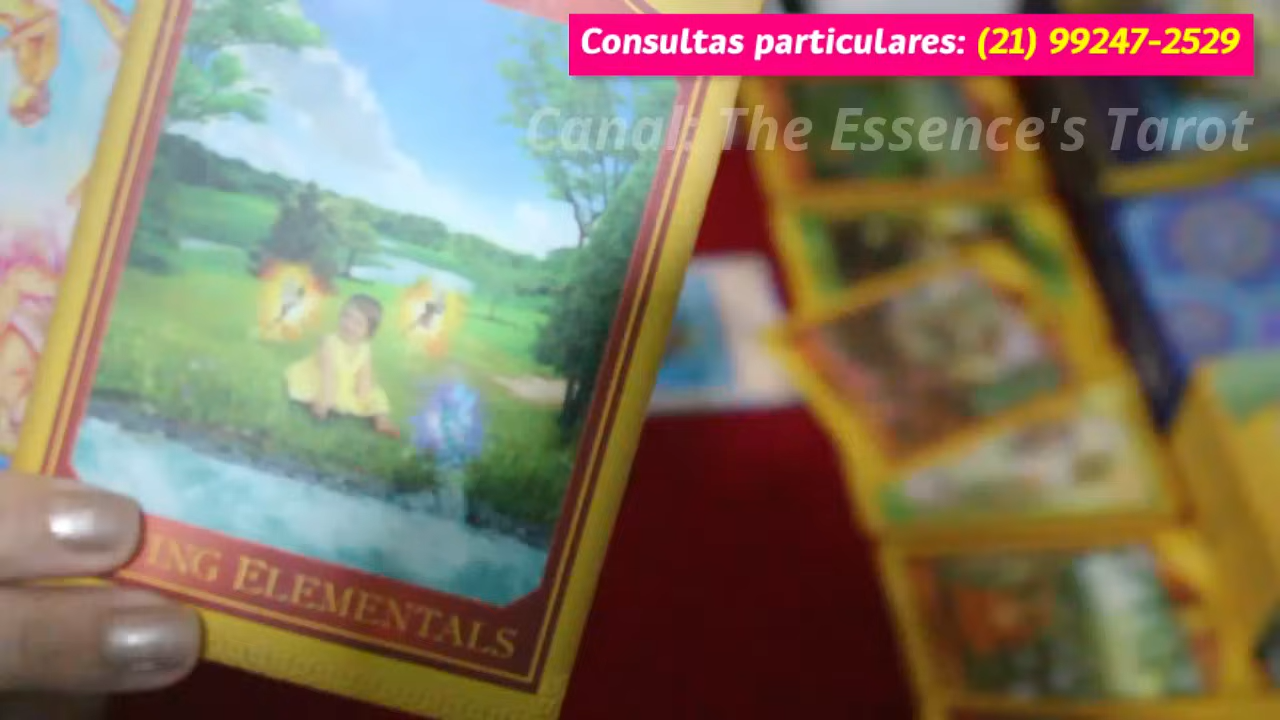 Consultas particulares: (21) 99247-2529
Canal: The Essence's Tarot
ING ELEMENTALS